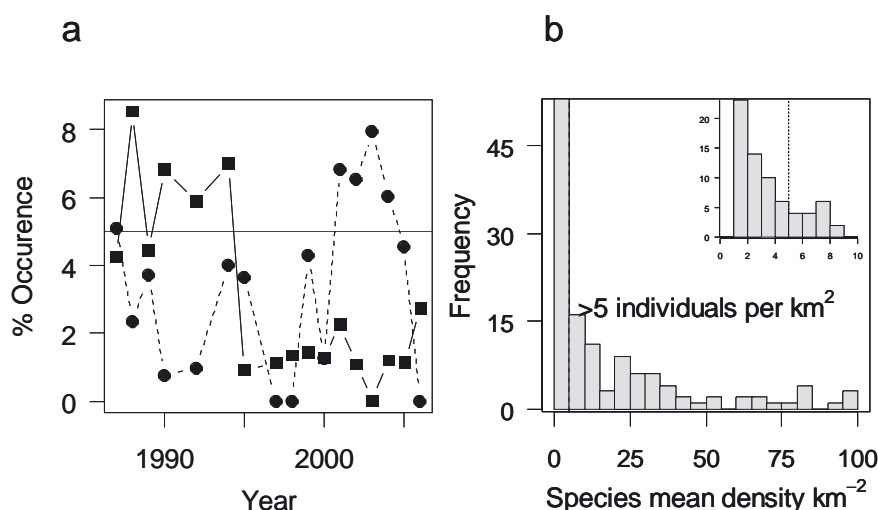 a
8
6
4
2
0
% Occurence
1990
2000
Year
b
45
30
15
0
Frequency
20
15
10
5
0
0 2 4 6 8 10
>5 individuals per km²
0 25 50 75 100
Species mean density km⁻²